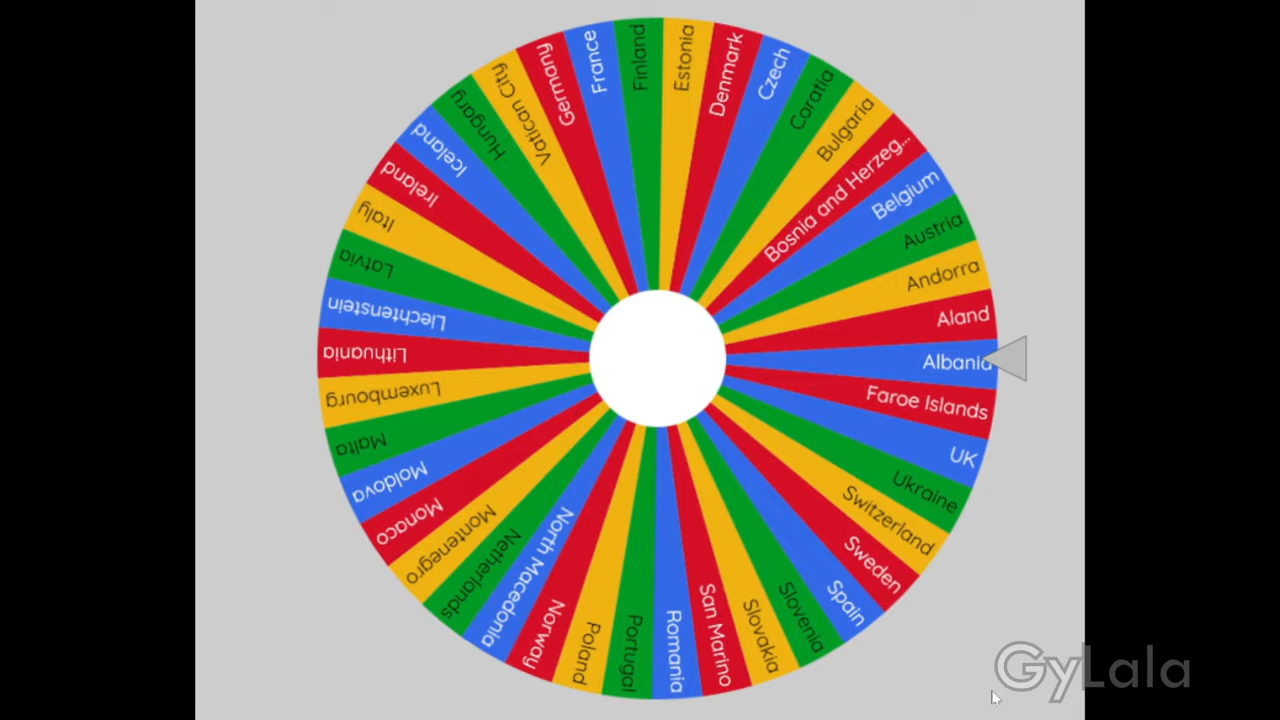 Finland
Estonia
Denmark
Czech
Coratia
Bulgaria
Bosnia and Herzeg...
Belgium
Austria
Andorra
Aland
Albania
Faroe Islands
UK
Ukraine
Switzerland
Sweden
Spain
Slovenia
Slovakia
San Marino
Romania
Portugal
Poland
Norway
North Macedonia
Netherlands
Montenegro
Monaco
Moldova
Malta
Luxembourg
Lithuania
Liechtenstein
Latvia
Italy
Ireland
Iceland
Hungary
Vatican City
Germany
France
GyLala